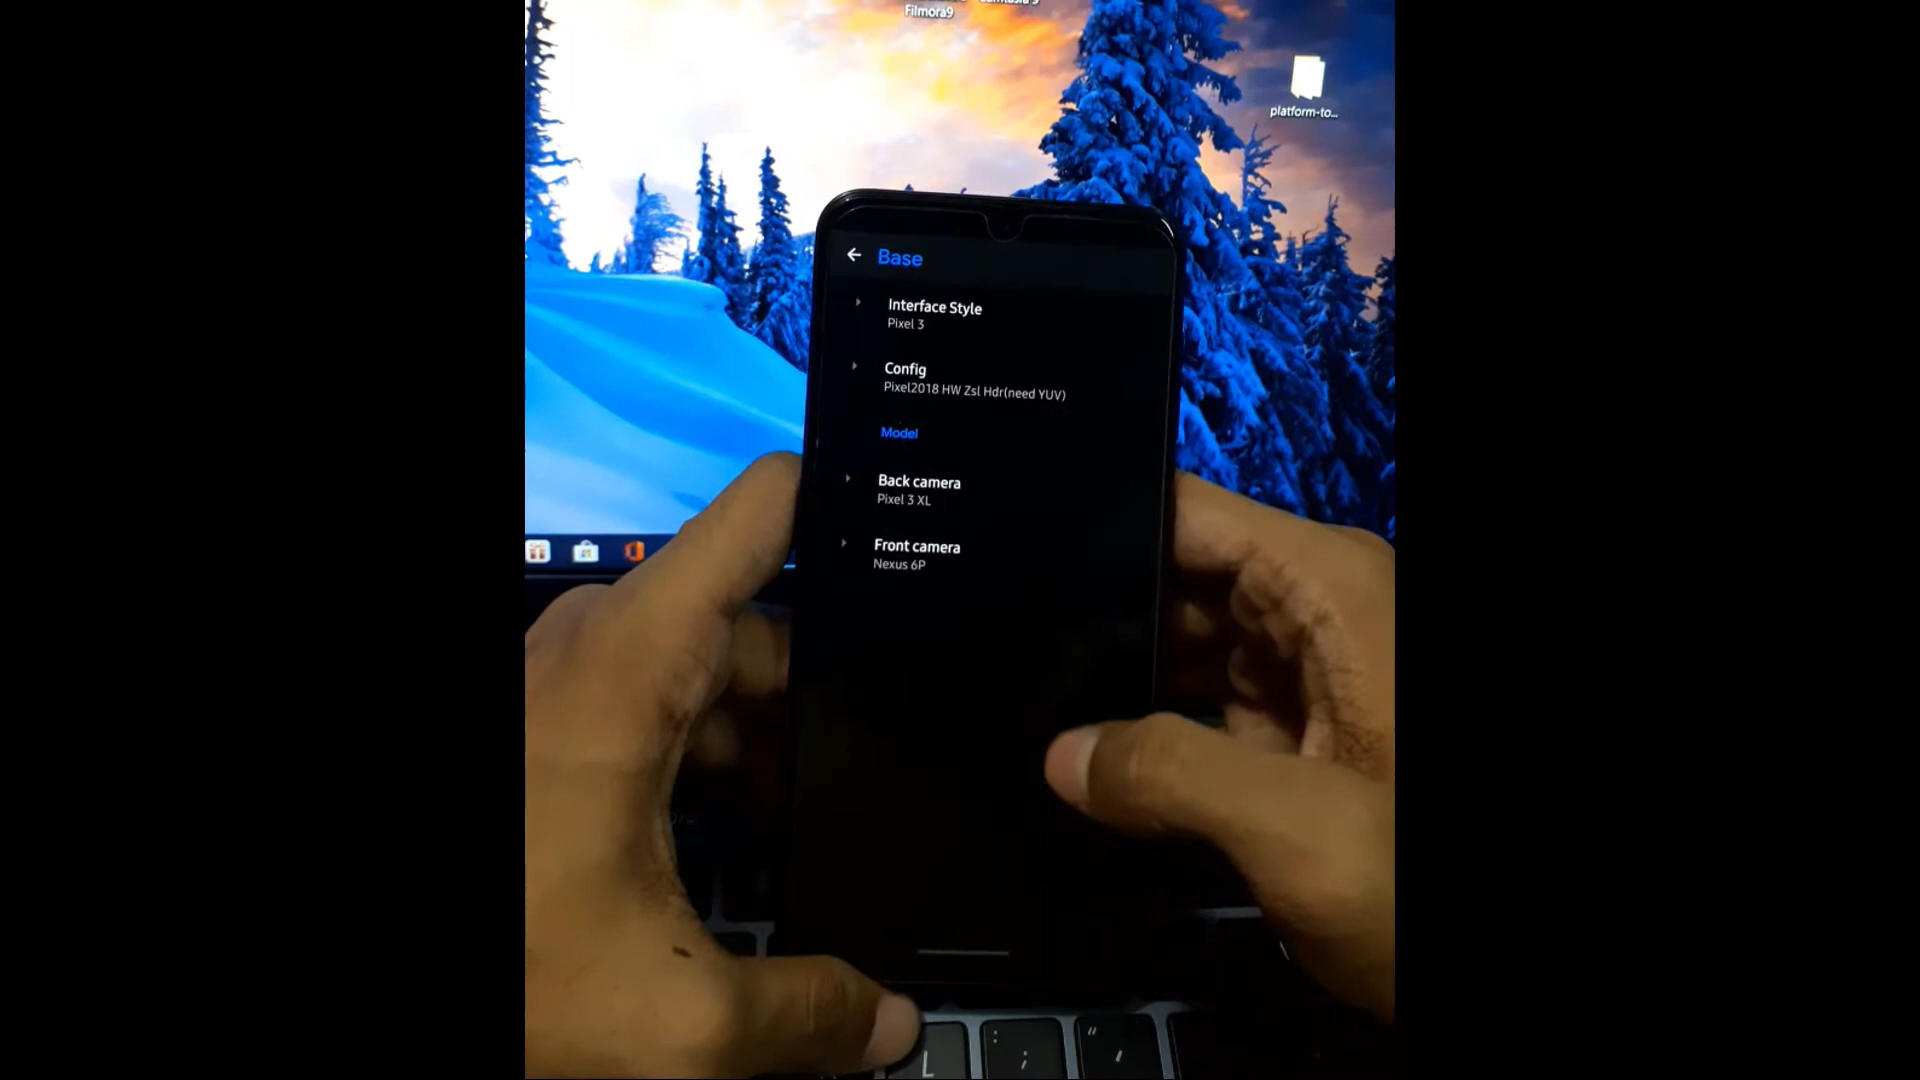 Filmora9
platform-to...
Base
Interface Style
Pixel 3
Config
Pixel2018 HW Zsl Hdr(need YUV)
Model
Back camera
Pixel 3 XL
Front camera
Nexus 6P
L
:
;
"